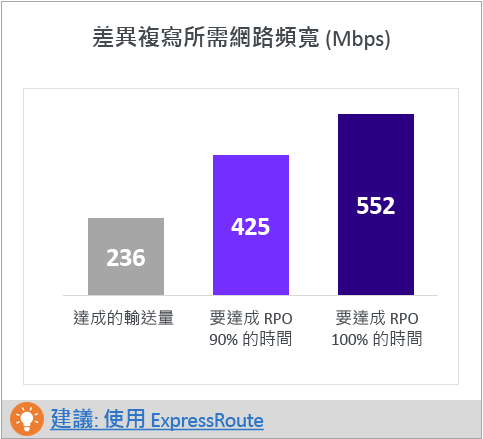 差異複寫所需網路頻寬 (Mbps)
236
425
552
達成的輸送量
要達成 RPO
90% 的時間
要達成 RPO
100% 的時間
建議: 使用 ExpressRoute